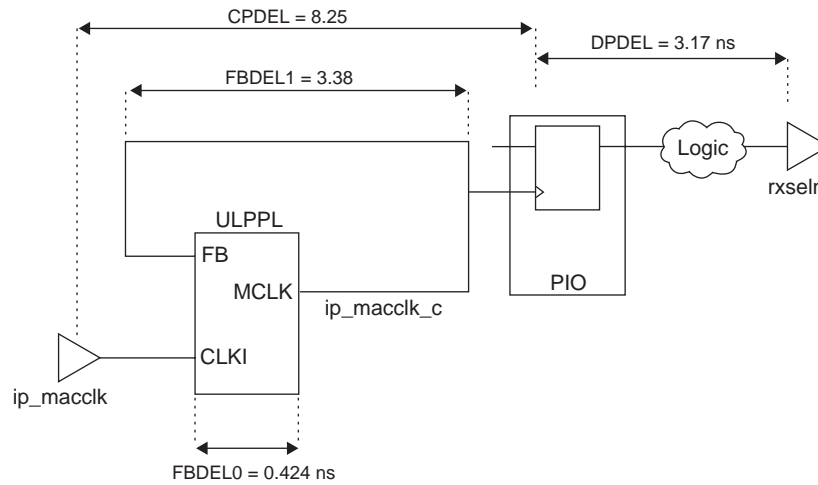 CPDEL = 8.25
DPDEL = 3.17 ns
FBDEL1 = 3.38
Logic
rxselr
ULPPL
FB
MCLK
PIO
ip_macclk_c
CLKI
ip_macclk
FBDEL0 = 0.424 ns